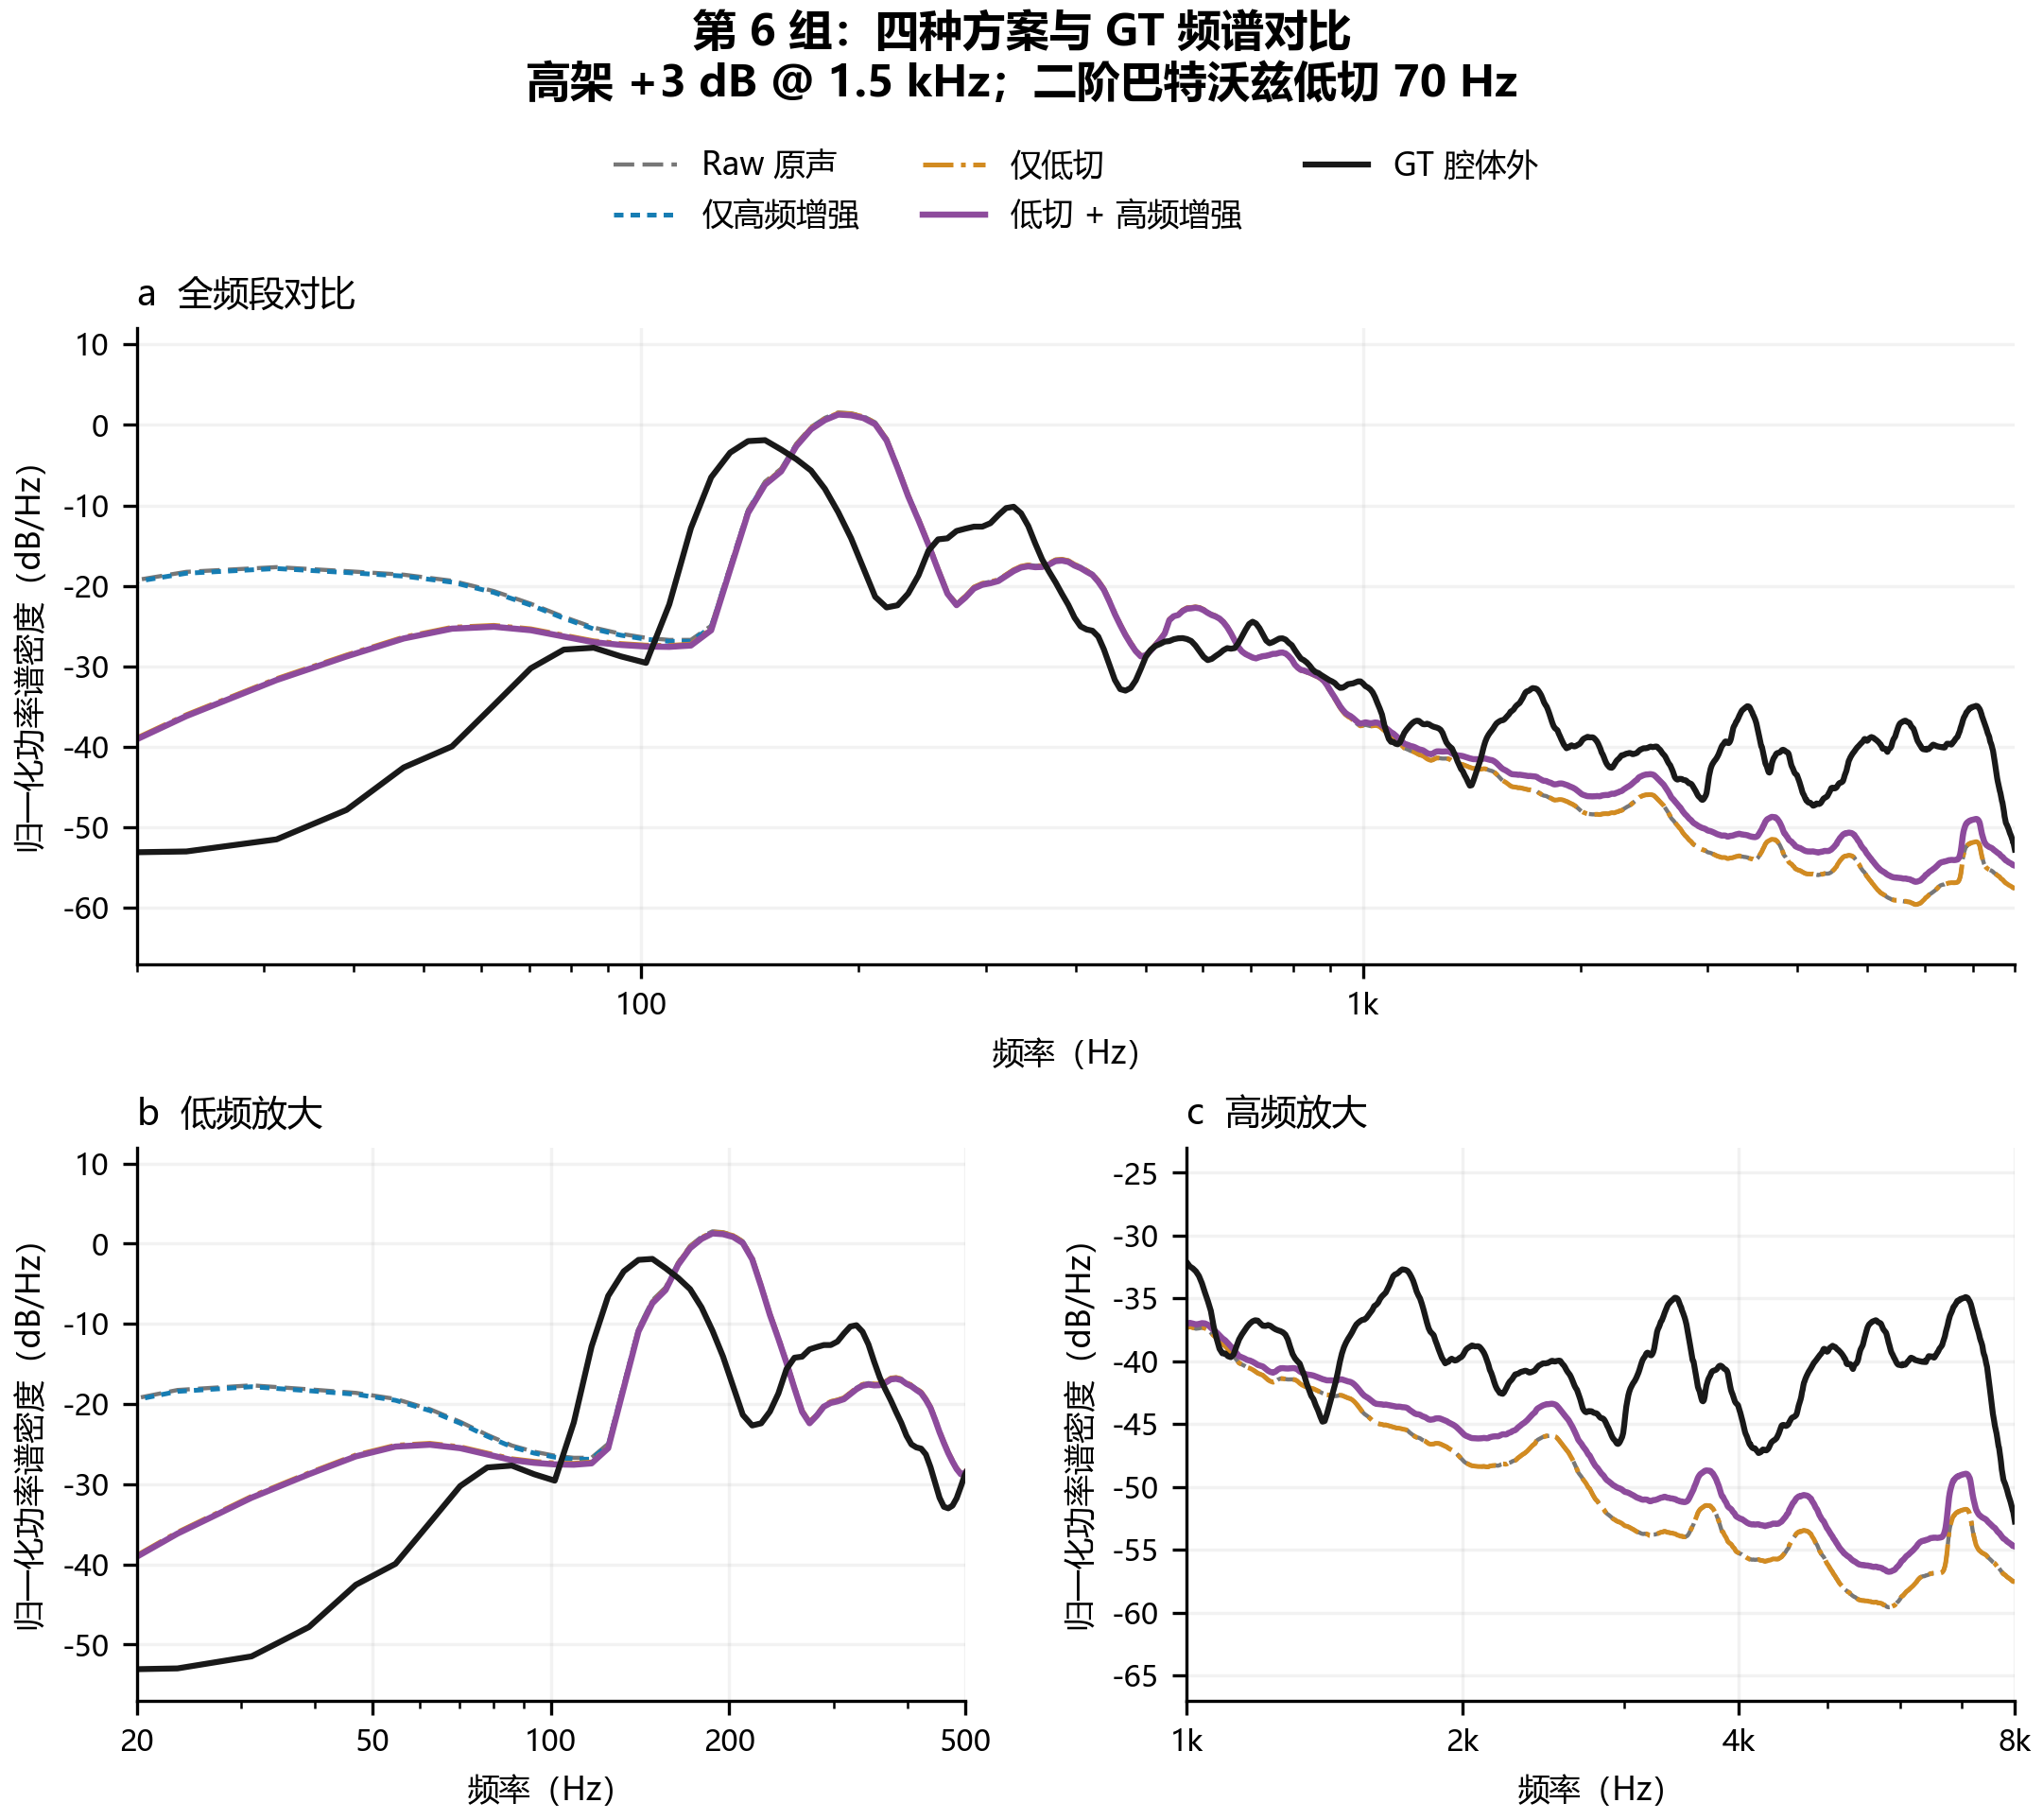 第 6 组：四种方案与 GT 频谱对比
高架 +3 dB @ 1.5 kHz；二阶巴特沃兹低切 70 Hz
Raw 原声
仅低切
GT 腔体外
仅高频增强
低切 + 高频增强
a 全频段对比
归一化功率谱密度（dB/Hz）
10
0
-10
-20
-30
-40
-50
-60
100
1k
频率（Hz）
b 低频放大
归一化功率谱密度（dB/Hz）
10
0
-10
-20
-30
-40
-50
20
50
100
200
500
频率（Hz）
c 高频放大
归一化功率谱密度（dB/Hz）
-25
-30
-35
-40
-45
-50
-55
-60
-65
1k
2k
4k
8k
频率（Hz）